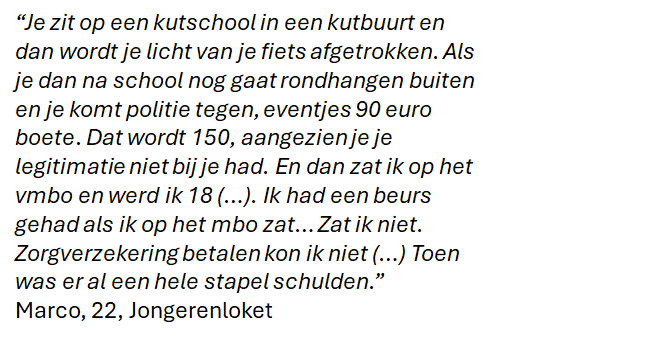 “Je zit op een kutschool in een kutbuurt en
dan wordt je licht van je fiets afgetrokken. Als
je dan na school nog gaat rondhangen buiten
en je komt politie tegen, eventjes 90 euro
boete. Dat wordt 150, aangezien je je
legitimatie niet bij je had. En dan zat ik op het
vmbo en werd ik 18 (...). Ik had een beurs
gehad als ik op het mbo zat... Zat ik niet.
Zorgverzekering betalen kon ik niet (...) Toen
was er al een hele stapel schulden.”
Marco, 22, Jongerenloket